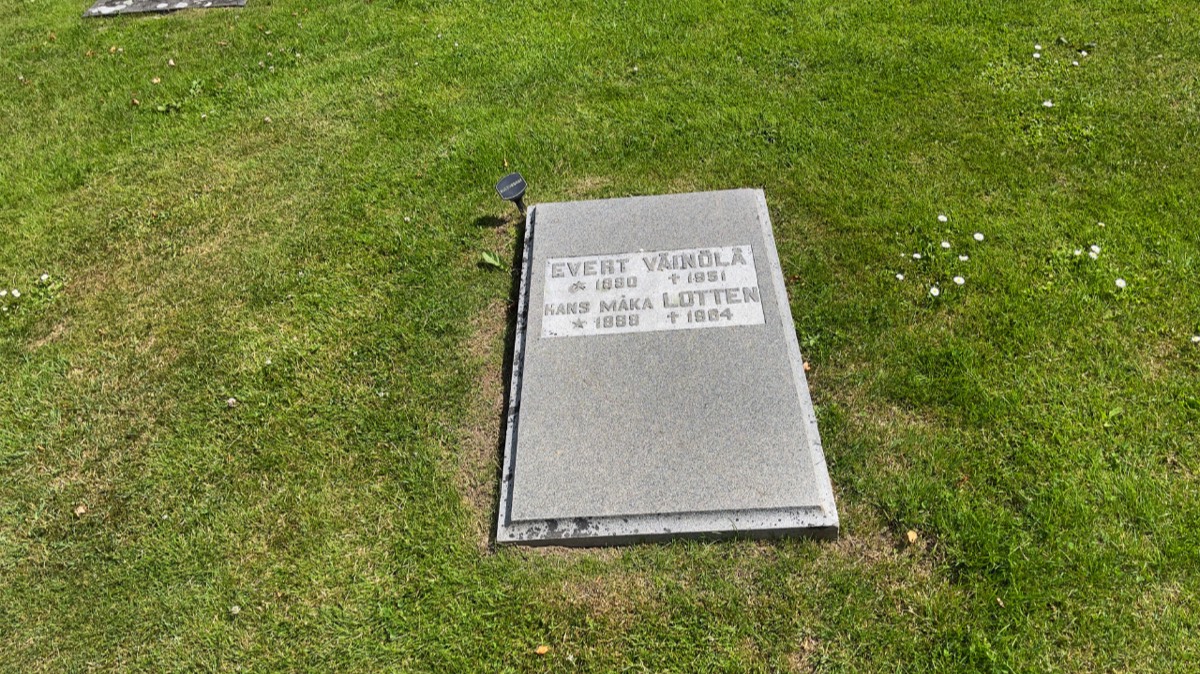 EVERT VÄINÖLÄ
☆ 1890 ✝ 1951
HANS MAKA LOTTEN
★ 1888 ✝ 1964